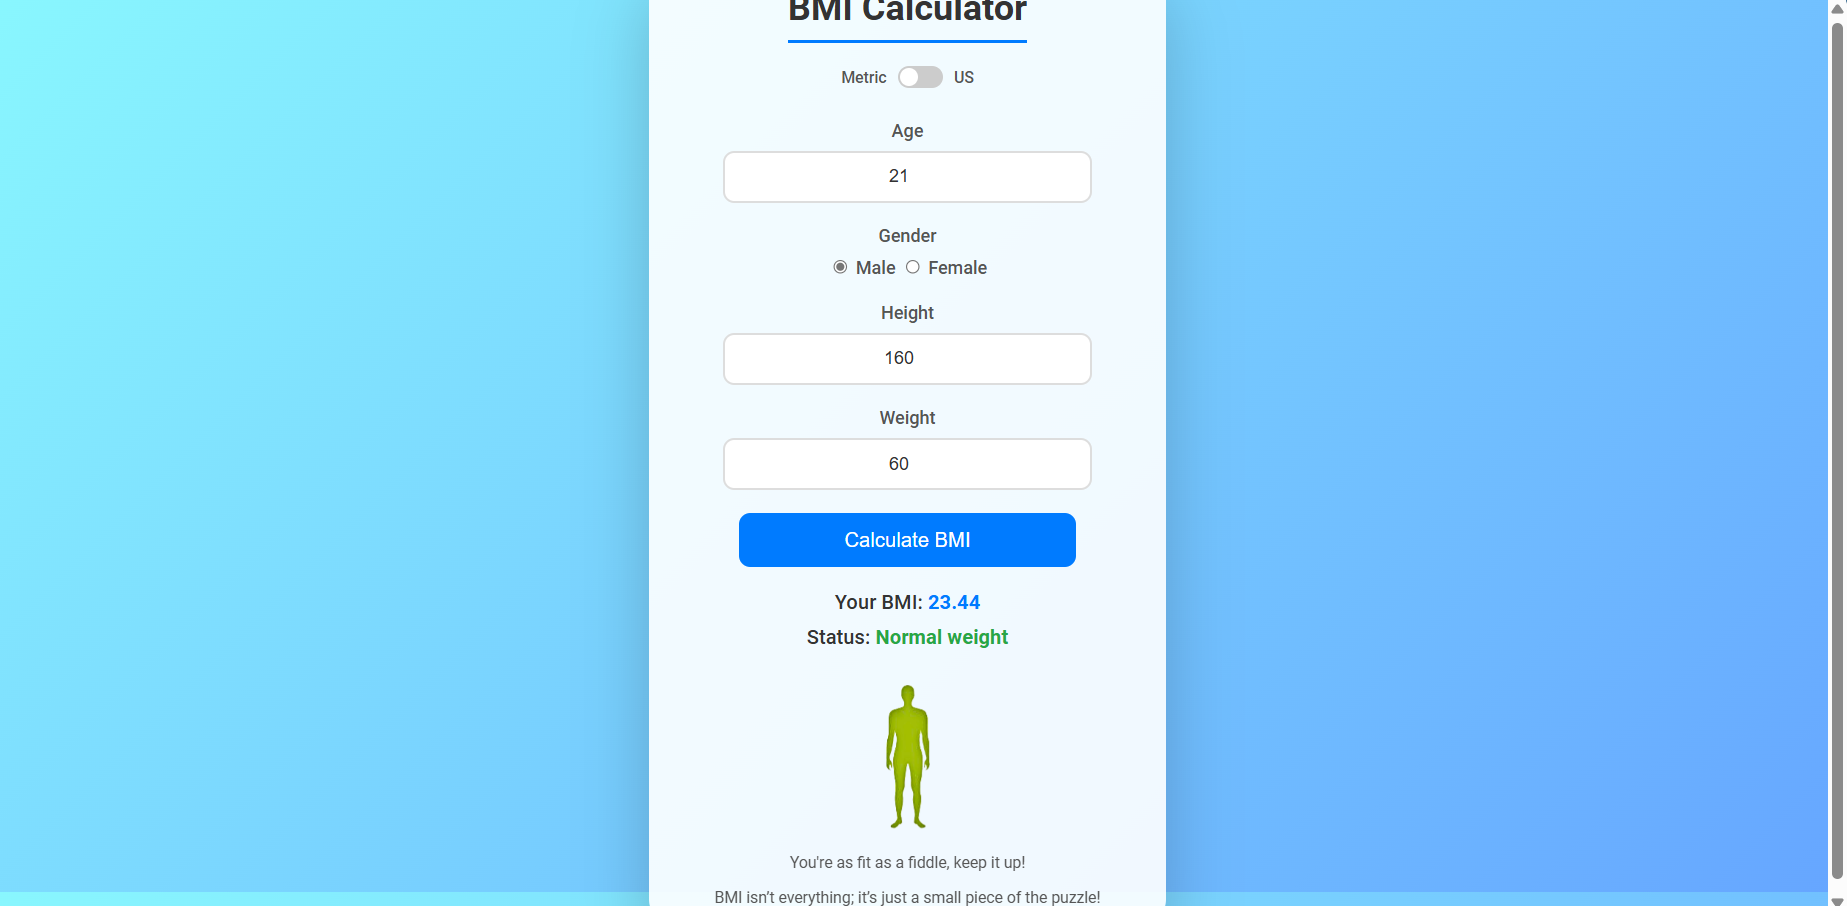 BMI Calculator
Metric US
Age
21
Gender
Male Female
Height
160
Weight
60
Calculate BMI
Your BMI: 23.44
Status: Normal weight
You're as fit as a fiddle, keep it up!
BMI isn’t everything; it’s just a small piece of the puzzle!